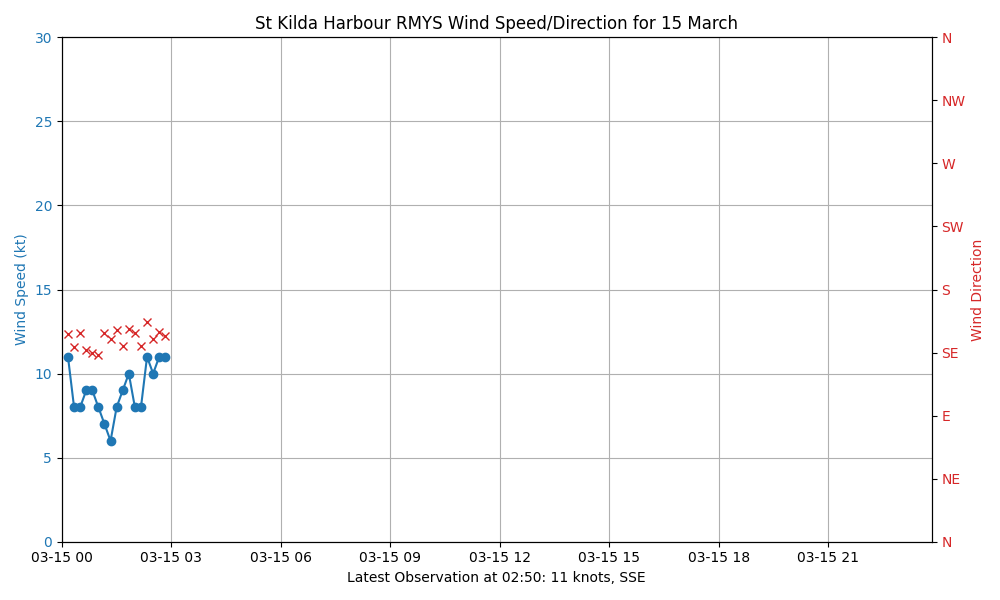 St Kilda Harbour RMYS Wind Speed/Direction for 15 March
Wind Speed (kt)
30
25
20
15
10
5
0
N
NW
W
SW
S
SE
E
NE
N
Wind Direction
03-15 00
03-15 03
03-15 06
03-15 09
03-15 12
03-15 15
03-15 18
03-15 21
Latest Observation at 02:50: 11 knots, SSE